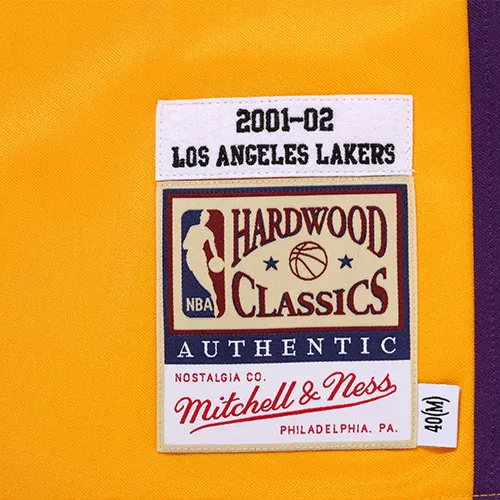 2001-02
LOS ANGELES LAKERS
HARDWOOD
NBA
CLASSICS
AUTHENTIC
NOSTALGIA CO.
Mitchell & Ness
PHILADELPHIA, PA.
40(M)